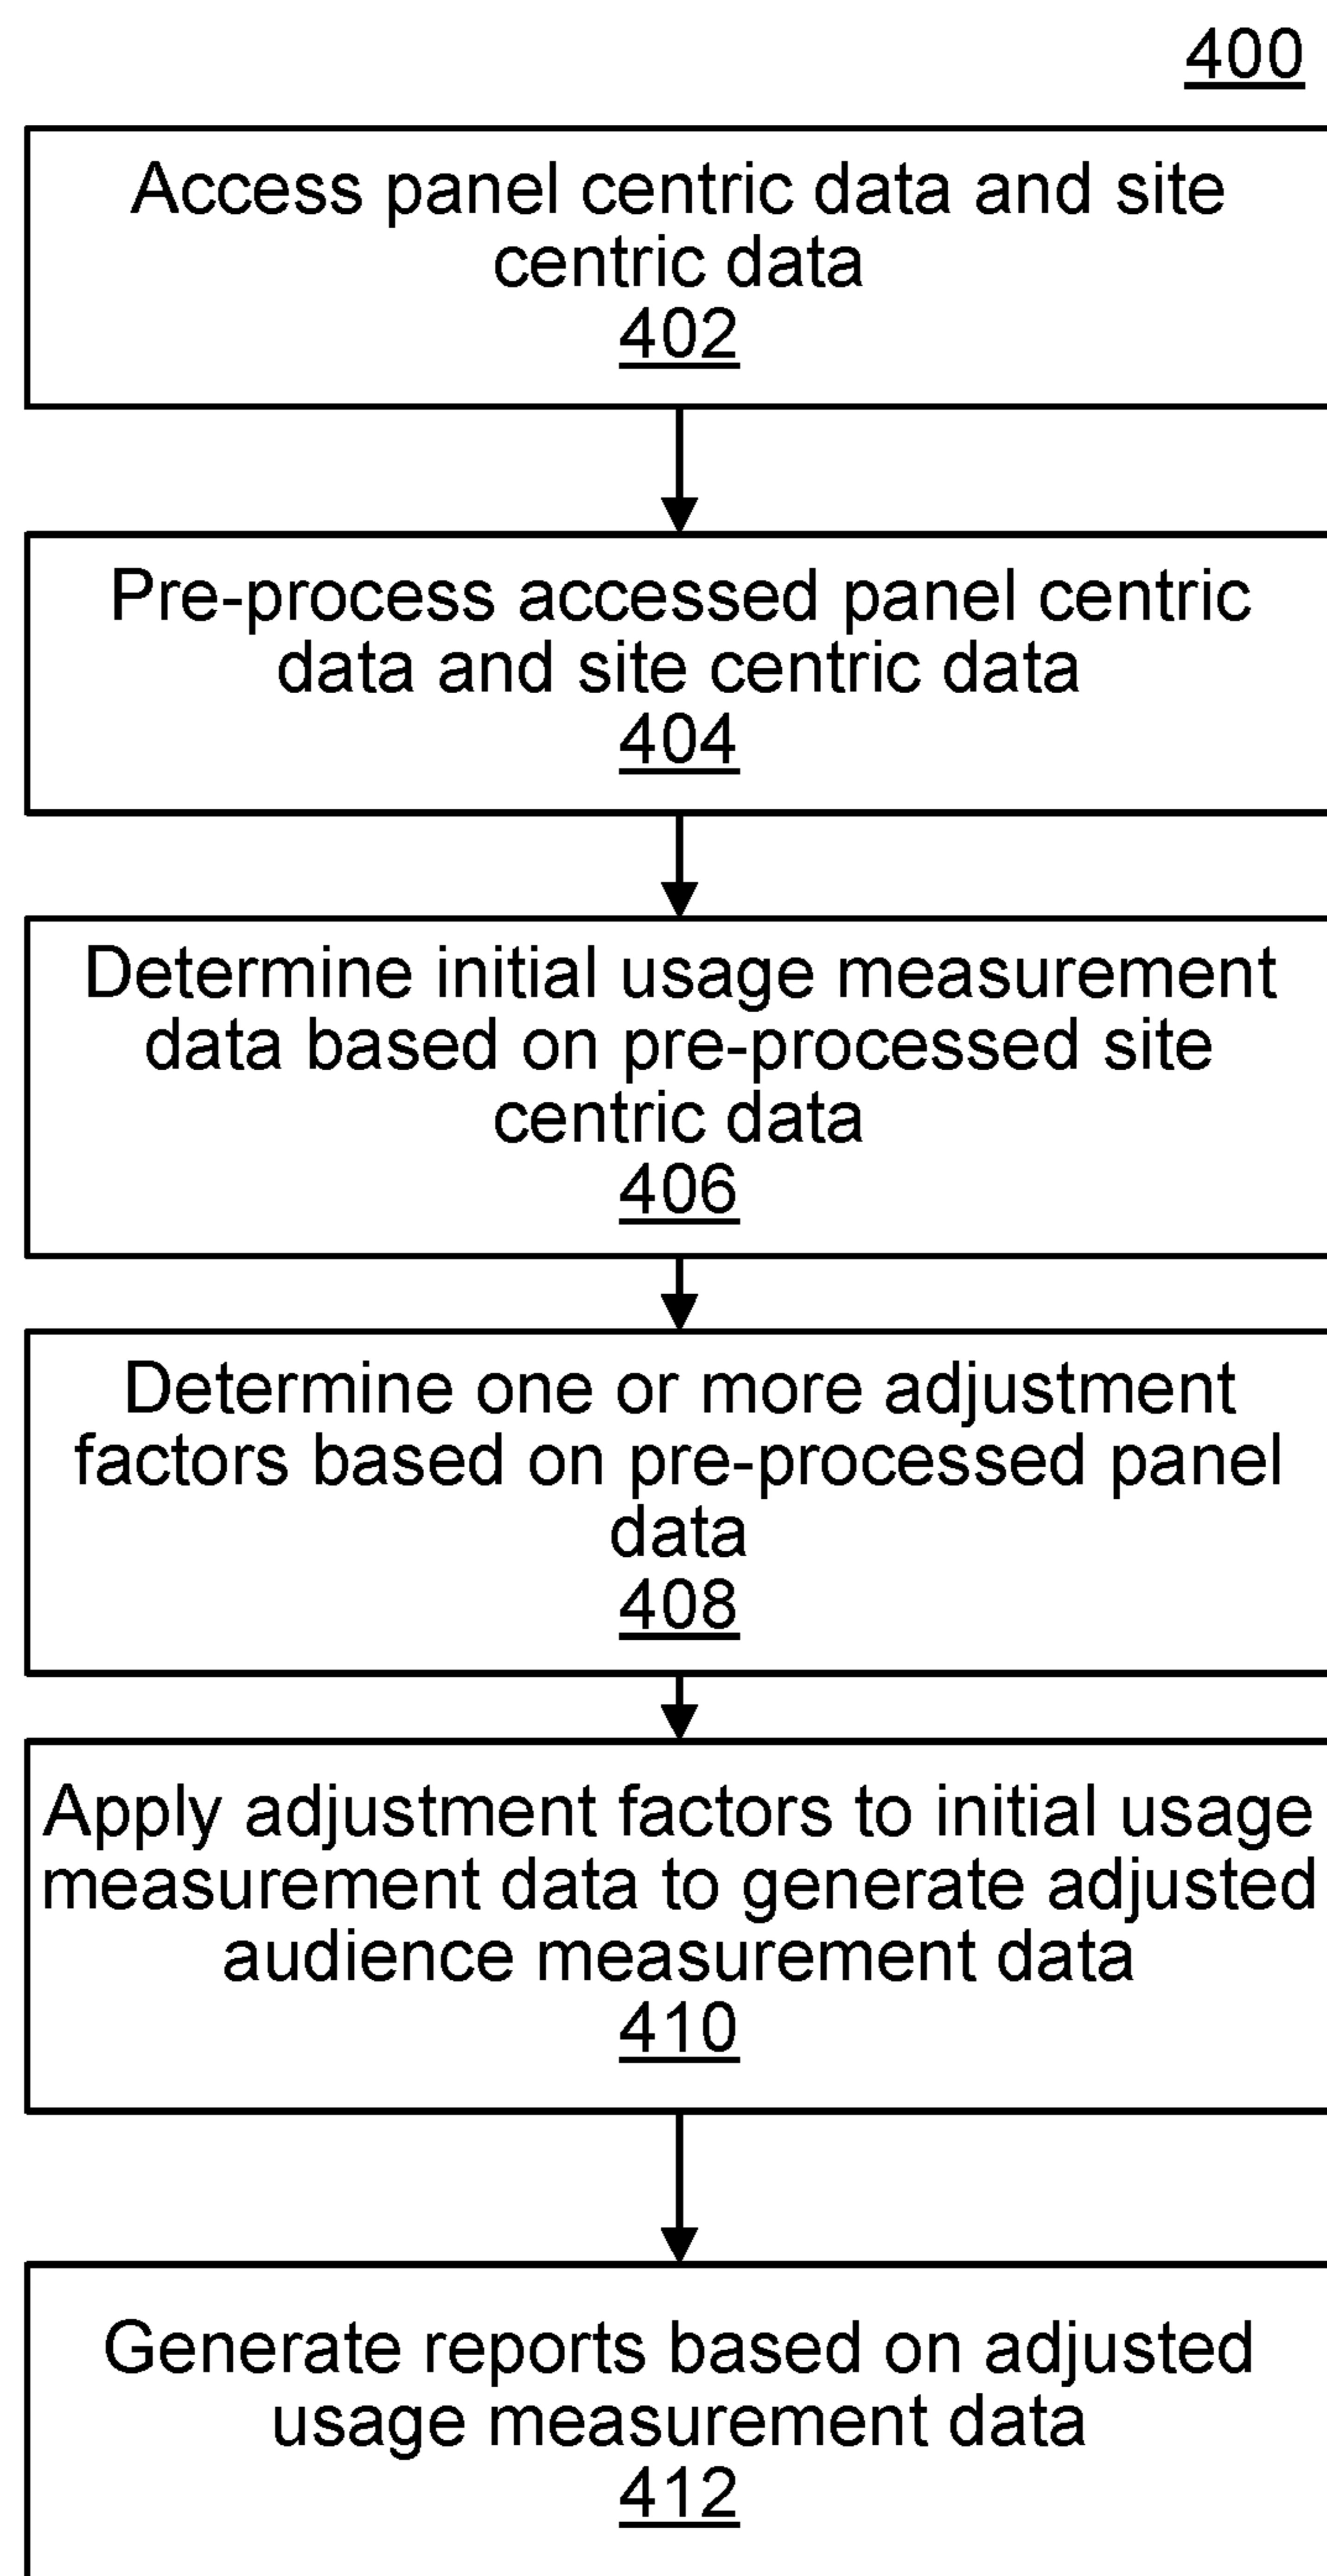 400
Access panel centric data and site
centric data
402
Pre-process accessed panel centric
data and site centric data
404
Determine initial usage measurement
data based on pre-processed site
centric data
406
Determine one or more adjustment
factors based on pre-processed panel
data
408
Apply adjustment factors to initial usage
measurement data to generate adjusted
audience measurement data
410
Generate reports based on adjusted
usage measurement data
412